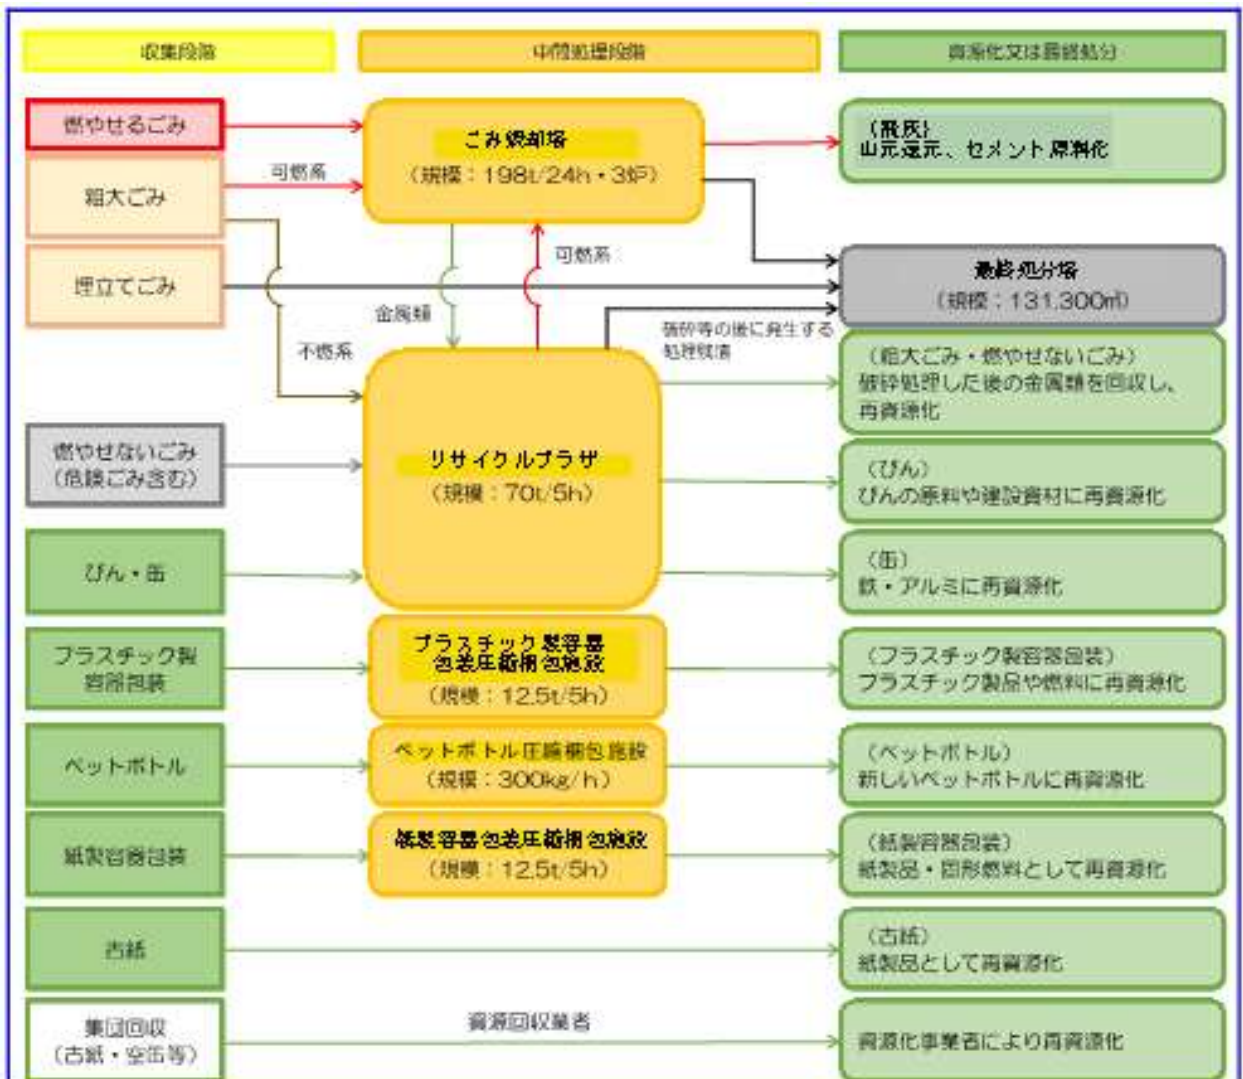 収集段階
中間処理段階
資源化又は最終処分
燃やせるごみ
粗大ごみ
可燃系
埋立てごみ
ごみ焼却場
(規模：198t/24h・3炉)
(飛灰)
山元還元、セメント原料化
可燃系
金属類
不燃系
最終処分場
(規模：131,300㎥)
破砕等の後に発生する
処理残渣
(粗大ごみ・燃やせないごみ)
破砕処理した後の金属類を回収し、
再資源化
燃やせないごみ
(危険ごみ含む)
リサイクルプラザ
(規模：70t/5h)
(びん)
びんの原料や建設資材に再資源化
びん・缶
(缶)
鉄・アルミに再資源化
プラスチック製
容器包装
プラスチック製容器
包装圧縮梱包施設
(規模：12.5t/5h)
(プラスチック製容器包装)
プラスチック製品や燃料に再資源化
ペットボトル
ペットボトル圧縮梱包施設
(規模：300kg/h)
(ペットボトル)
新しいペットボトルに再資源化
紙製容器包装
紙製容器包装圧縮梱包施設
(規模：12.5t/5h)
(紙製容器包装)
紙製品・固形燃料として再資源化
古紙
(古紙)
紙製品として再資源化
集団回収
(古紙・空缶等)
資源回収業者
資源化事業者により再資源化